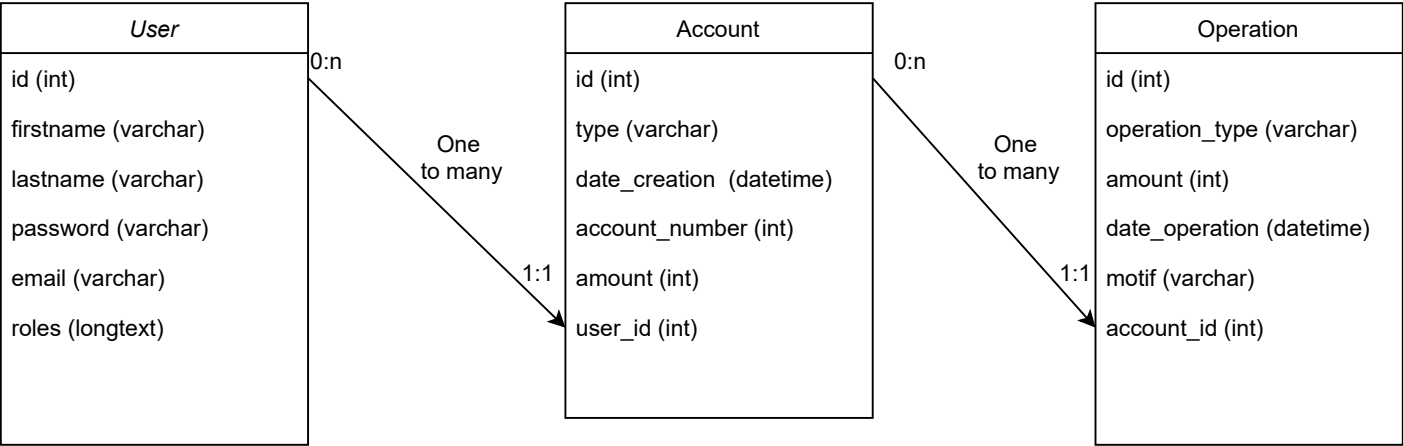 User
id (int)
firstname (varchar)
lastname (varchar)
password (varchar)
email (varchar)
roles (longtext)
0:n
One
to many
1:1
Account
id (int)
type (varchar)
date_creation  (datetime)
account_number (int)
amount (int)
user_id (int)
0:n
One
to many
1:1
Operation
id (int)
operation_type (varchar)
amount (int)
date_operation (datetime)
motif (varchar)
account_id (int)